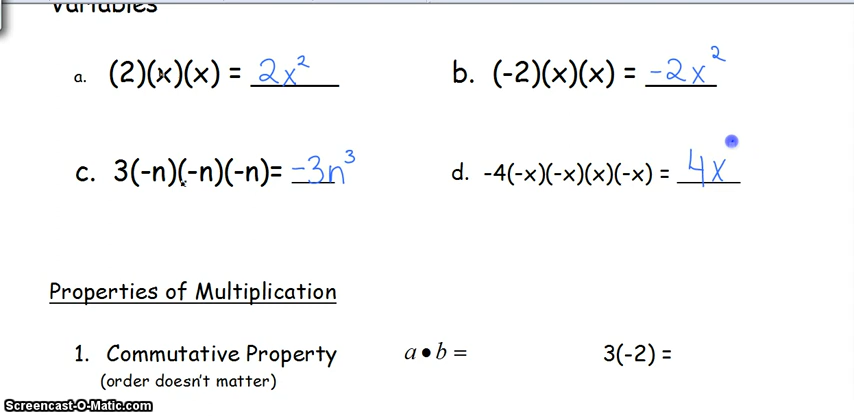 Variables
a. (2)(x)(x) = 2x²
b. (-2)(x)(x) = -2x²
c. 3(-n)(-n)(-n)= -3n³
d. -4(-x)(-x)(x)(-x) = 4x
Properties of Multiplication
1. Commutative Property a • b = 3(-2) =
(order doesn't matter)
Screencast-O-Matic.com